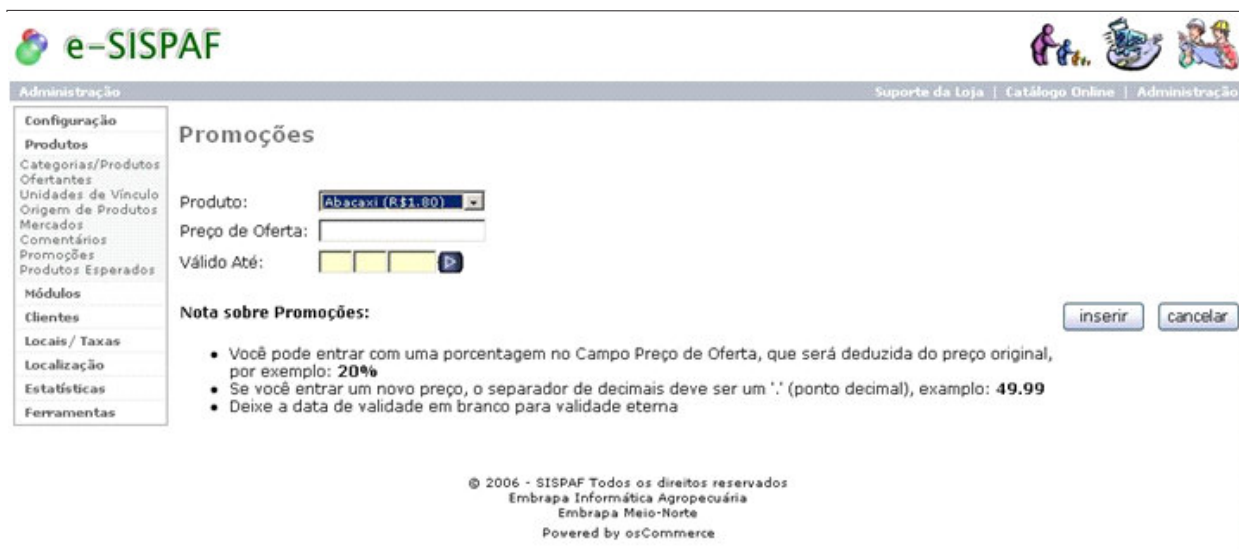 e-SISPAF
Administração
Suporte da Loja | Catálogo Online | Administração
Configuração
Produtos
Categorias/Produtos
Ofertantes
Unidades de Vínculo
Origem de Produtos
Mercados
Comentários
Promoções
Produtos Esperados
Módulos
Clientes
Locais / Taxas
Localização
Estatísticas
Ferramentas
Promoções
Produto: Abacaxi (R$1.80)
Preço de Oferta:
Válido Até:
Nota sobre Promoções:
inserir cancelar
• Você pode entrar com uma porcentagem no Campo Preço de Oferta, que será deduzida do preço original,
por exemplo: 20%
• Se você entrar um novo preço, o separador de decimais deve ser um '.' (ponto decimal), examplo: 49.99
• Deixe a data de validade em branco para validade eterna
© 2006 - SISPAF Todos os direitos reservados
Embrapa Informática Agropecuária
Embrapa Meio-Norte
Powered by osCommerce